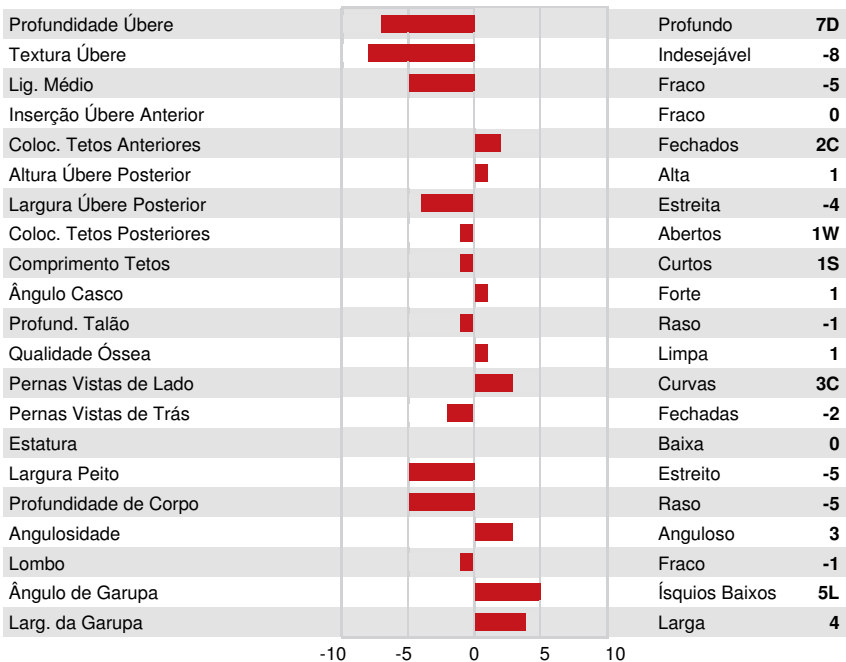 Profundidade Úbere Profundo 7D
Textura Úbere Indesejável -8
Lig. Médio Fraco -5
Inserção Úbere Anterior Fraco 0
Coloc. Tetos Anteriores Fechados 2C
Altura Úbere Posterior Alta 1
Largura Úbere Posterior Estreita -4
Coloc. Tetos Posteriores Abertos 1W
Comprimento Tetos Curtos 1S
Ângulo Casco Forte 1
Profund. Talão Raso -1
Qualidade Óssea Limpa 1
Pernas Vistas de Lado Curvas 3C
Pernas Vistas de Trás Fechadas -2
Estatura Baixa 0
Largura Peito Estreito -5
Profundidade de Corpo Raso -5
Angulosidade Anguloso 3
Lombo Fraco -1
Ângulo de Garupa Ísquios Baixos 5L
Larg. da Garupa Larga 4
-10 -5 0 5 10